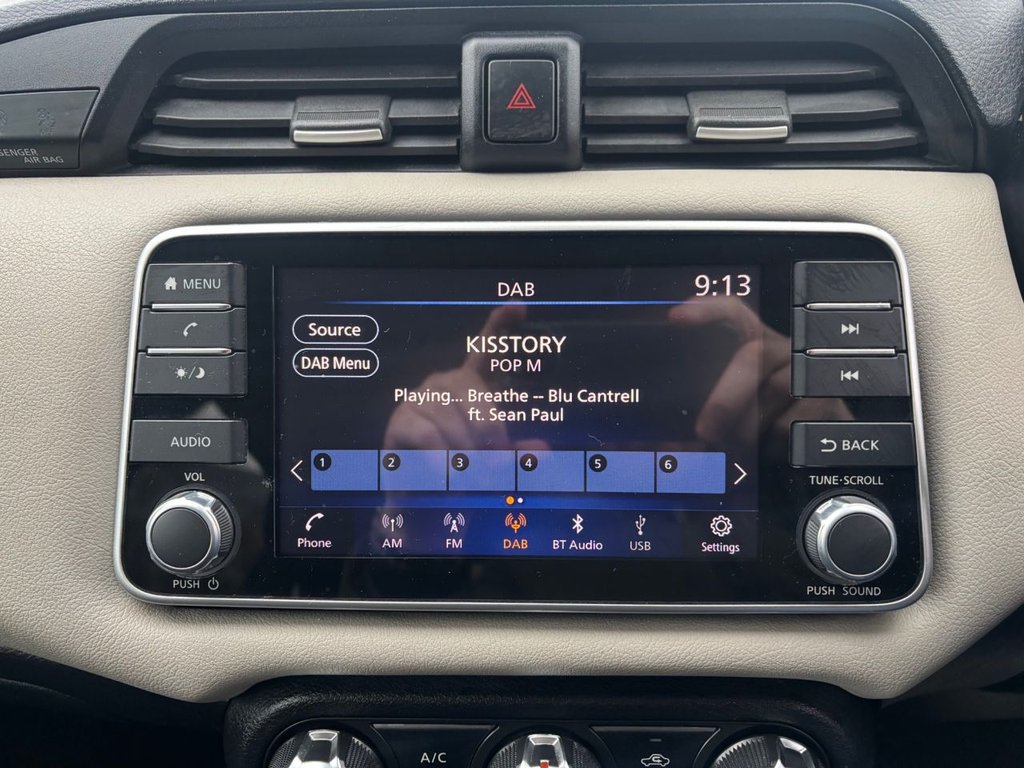 AIR BAG
MENU
AUDIO
VOL
PUSH
DAB
9:13
Source
DAB Menu
KISSTORY
POP M
Playing... Breathe -- Blu Cantrell
ft. Sean Paul
1 2 3 4 5 6
Phone AM FM DAB BT Audio USB Settings
BACK
TUNE·SCROLL
PUSH SOUND
A/C